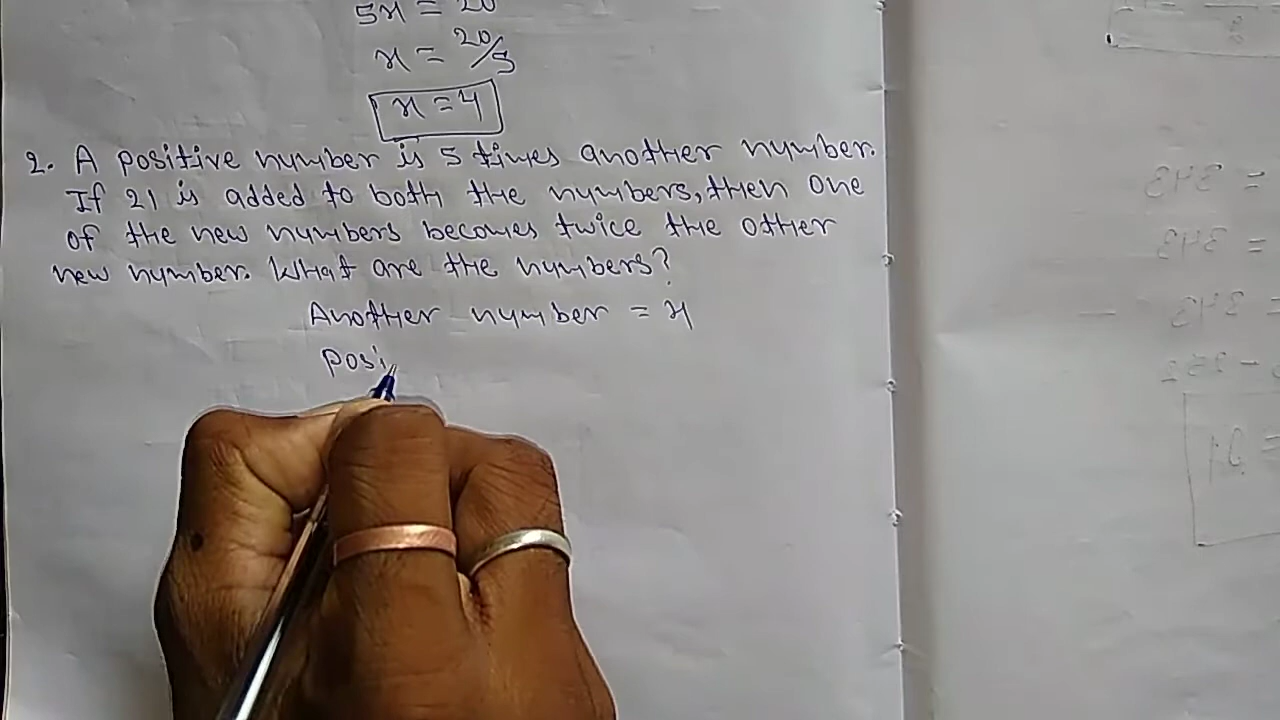 5x = 20
x = 20/5
x = 4
2. A positive number is 5 times another number.
If 21 is added to both the numbers, then one
of the new numbers becomes twice the other
new number. What are the numbers?
Another number = x
Posi